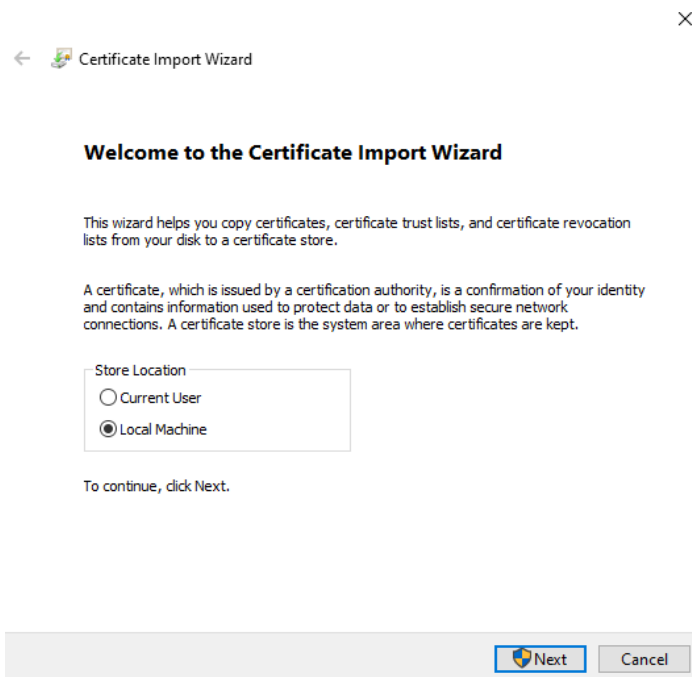 Certificate Import Wizard
Welcome to the Certificate Import Wizard
This wizard helps you copy certificates, certificate trust lists, and certificate revocation
lists from your disk to a certificate store.
A certificate, which is issued by a certification authority, is a confirmation of your identity
and contains information used to protect data or to establish secure network
connections. A certificate store is the system area where certificates are kept.
Store Location
Current User
Local Machine
To continue, click Next.
Next Cancel